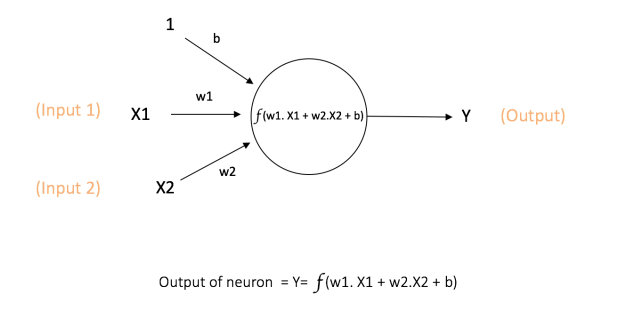 1
b
w1
(Input 1) X1 f(w1. X1 + w2.X2 + b) Y (Output)
w2
(Input 2) X2
Output of neuron = Y= f(w1. X1 + w2.X2 + b)